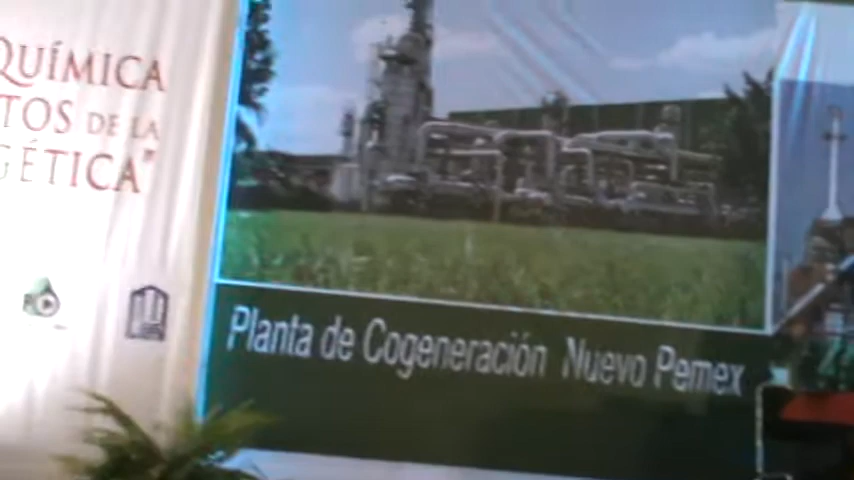 QUÍMICA
TOS DE LA
GÉTICA"
Planta de Cogeneración Nuevo Pemex